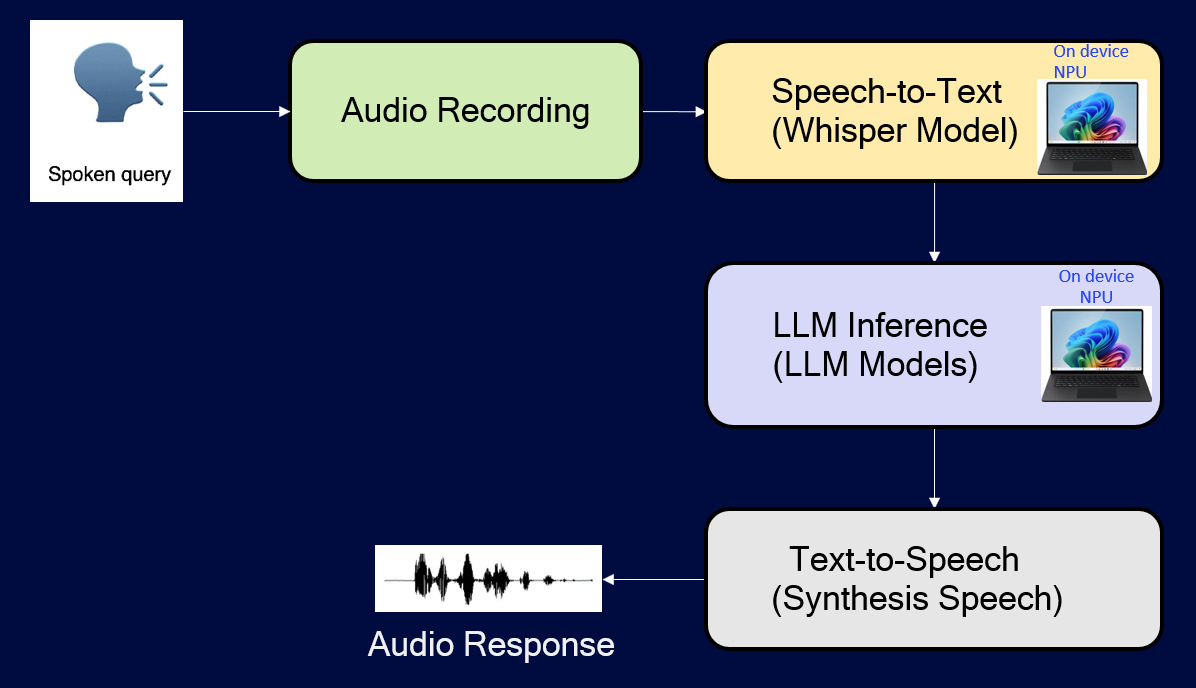 Spoken query
Audio Recording
On device
NPU
Speech-to-Text
(Whisper Model)
On device
NPU
LLM Inference
(LLM Models)
Text-to-Speech
(Synthesis Speech)
Audio Response